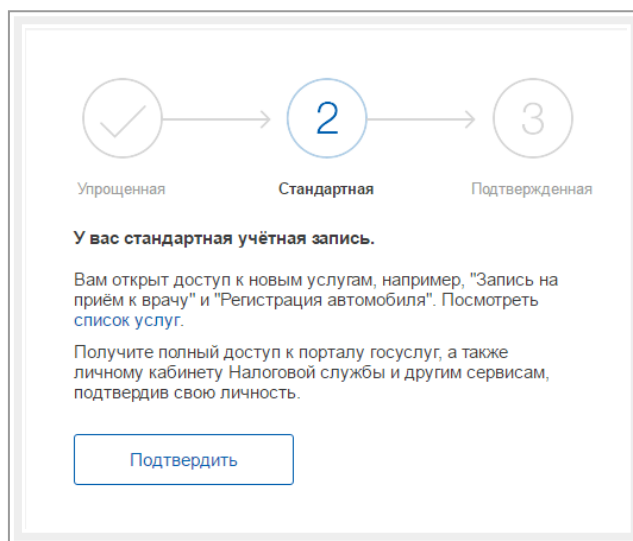 2
3
Упрощенная
Стандартная
Подтвержденная
У вас стандартная учётная запись.
Вам открыт доступ к новым услугам, например, "Запись на
приём к врачу" и "Регистрация автомобиля". Посмотреть
список услуг.
Получите полный доступ к порталу госуслуг, а также
личному кабинету Налоговой службы и другим сервисам,
подтвердив свою личность.
Подтвердить